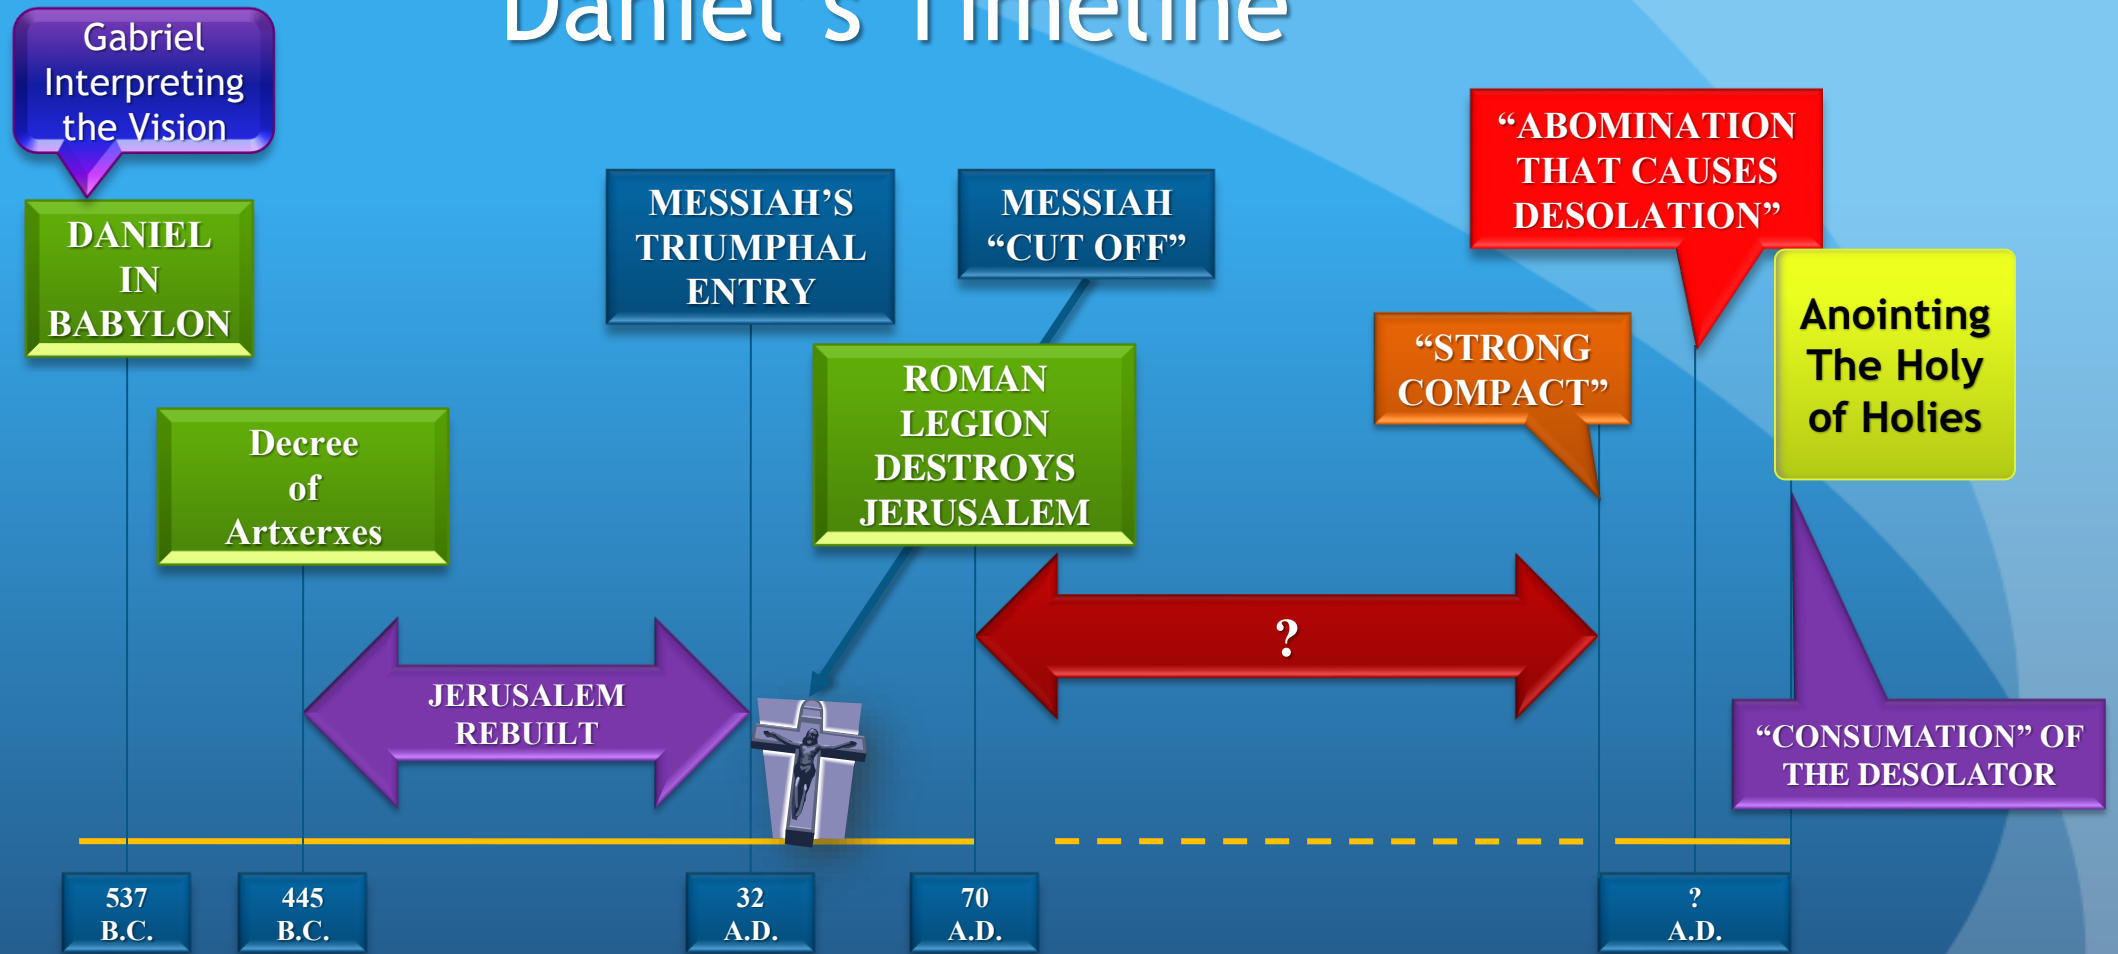 Daniel's Timeline
Gabriel
Interpreting
the Vision
DANIEL
IN
BABYLON
Decree
of
Artxerxes
MESSIAH’S
TRIUMPHAL
ENTRY
MESSIAH
“CUT OFF”
ROMAN
LEGION
DESTROYS
JERUSALEM
“ABOMINATION
THAT CAUSES
DESOLATION”
“STRONG
COMPACT”
Anointing
The Holy
of Holies
JERUSALEM
REBUILT
?
“CONSUMATION” OF
THE DESOLATOR
537
B.C.
445
B.C.
32
A.D.
70
A.D.
?
A.D.